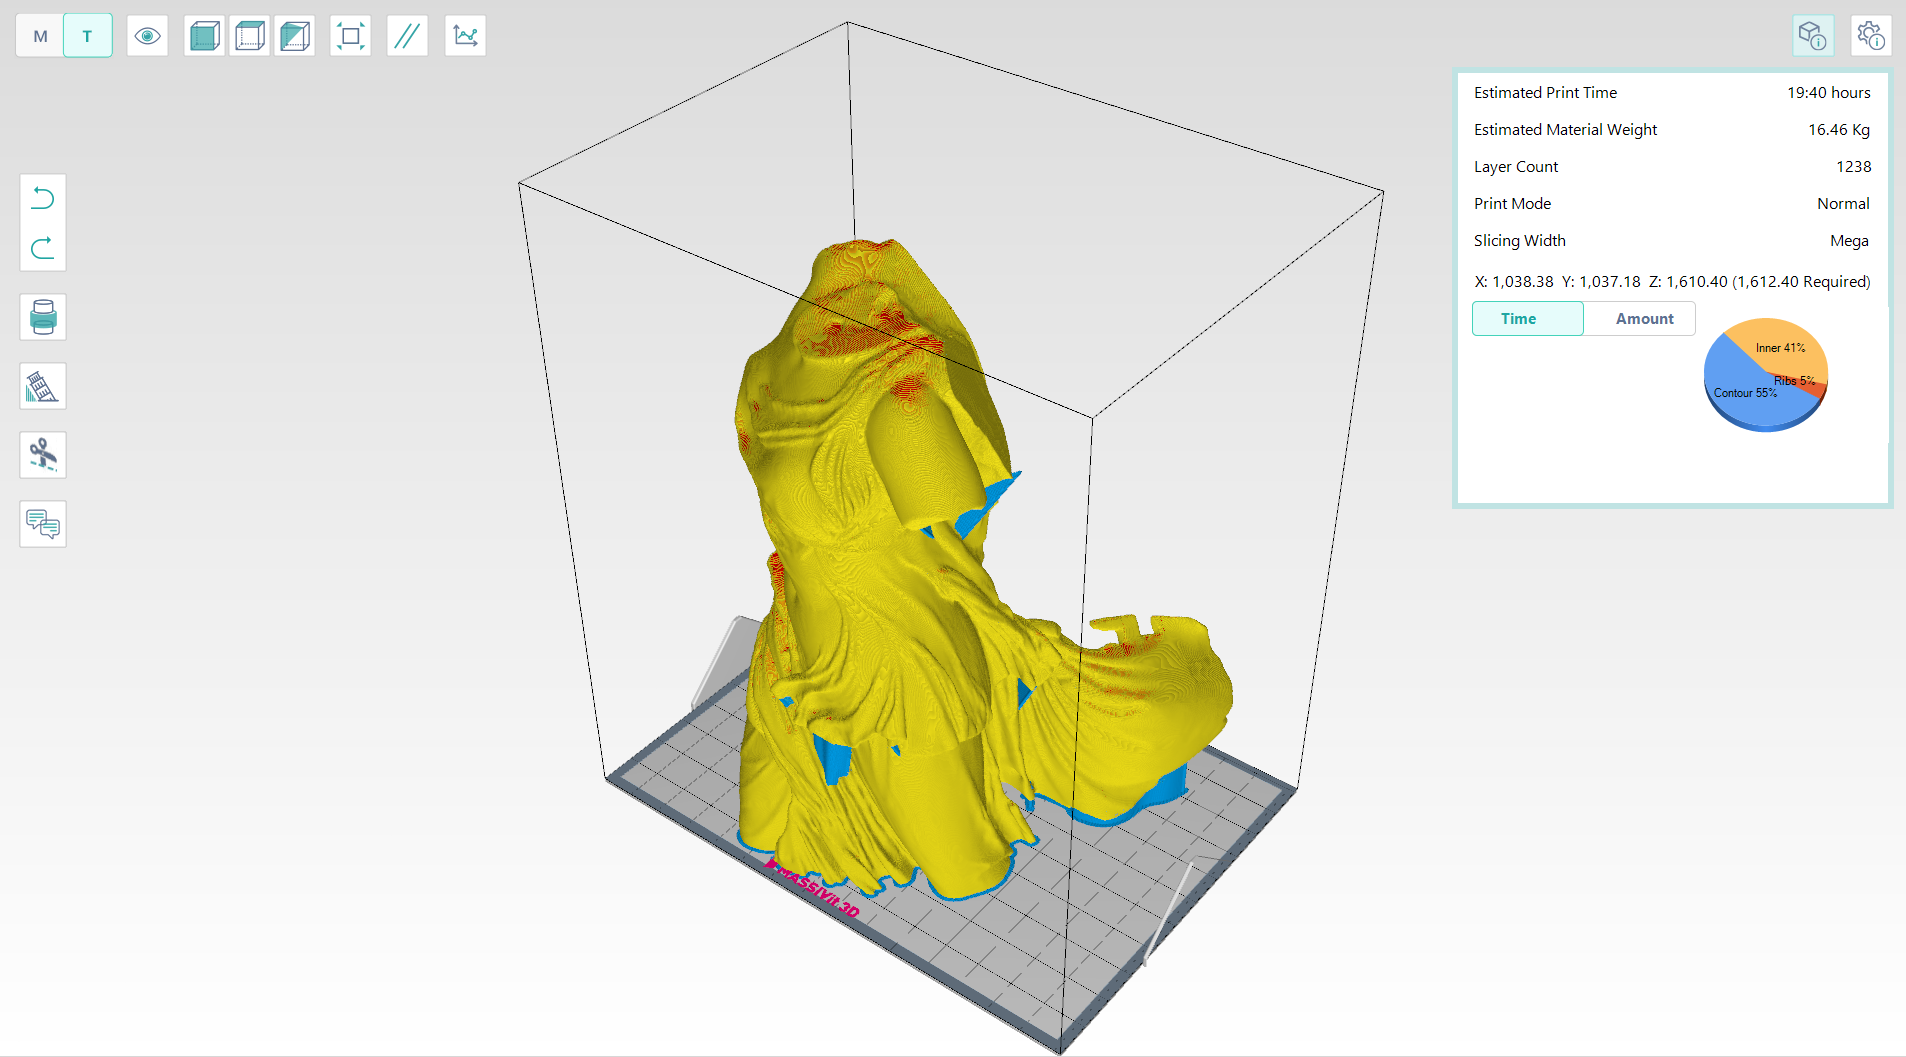 M T
Estimated Print Time 19:40 hours
Estimated Material Weight 16.46 Kg
Layer Count 1238
Print Mode Normal
Slicing Width Mega
X: 1,038.38 Y: 1,037.18 Z: 1,610.40 (1,612.40 Required)
Time Amount
Inner 41%
Ribs 5%
Contour 55%
MASSIVit 3D